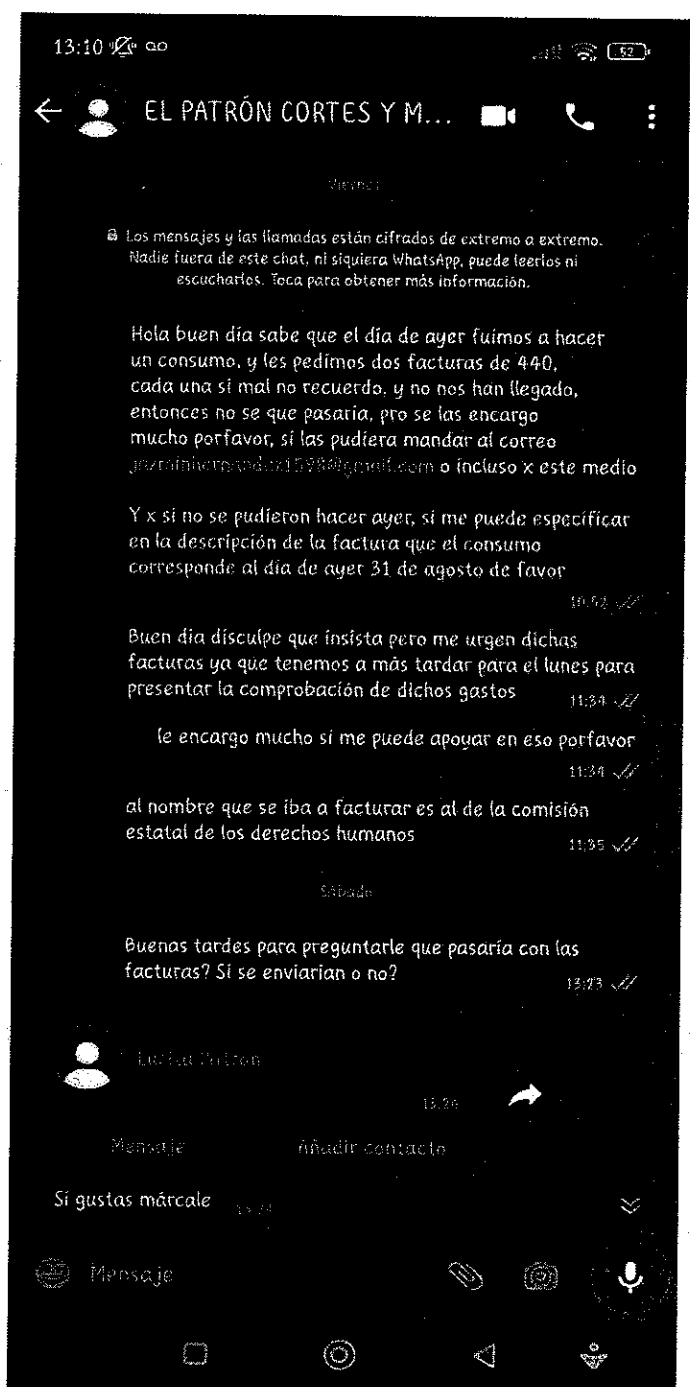 13:10
52
EL PATRÓN CORTES Y M...
Viernes
Los mensajes y las llamadas están cifrados de extremo a extremo.
Nadie fuera de este chat, ni siquiera WhatsApp, puede leerlos ni
escucharlos. Toca para obtener más información.
Hola buen día sabe que el día de ayer fuimos a hacer
un consumo, y les pedimos dos facturas de 440,
cada una si mal no recuerdo, y no nos han llegado,
entonces no se que pasaría, pro se las encargo
mucho porfavor, si las pudiera mandar al correo
o incluso x este medio
Y x si no se pudieron hacer ayer, si me puede especificar
en la descripción de la factura que el consumo
corresponde al día de ayer 31 de agosto de favor
10:52
Buen día disculpe que insista pero me urgen dichas
facturas ya que tenemos a más tardar para el lunes para
presentar la comprobación de dichos gastos
11:34
le encargo mucho si me puede apoyar en eso porfavor
11:34
al nombre que se iba a facturar es al de la comisión
estatal de los derechos humanos
11:35
Sábado
Buenas tardes para preguntarle que pasaría con las
facturas? Si se enviarian o no?
13:23
Mensaje
Añadir contacto
Si gustas márcale
Mensaje